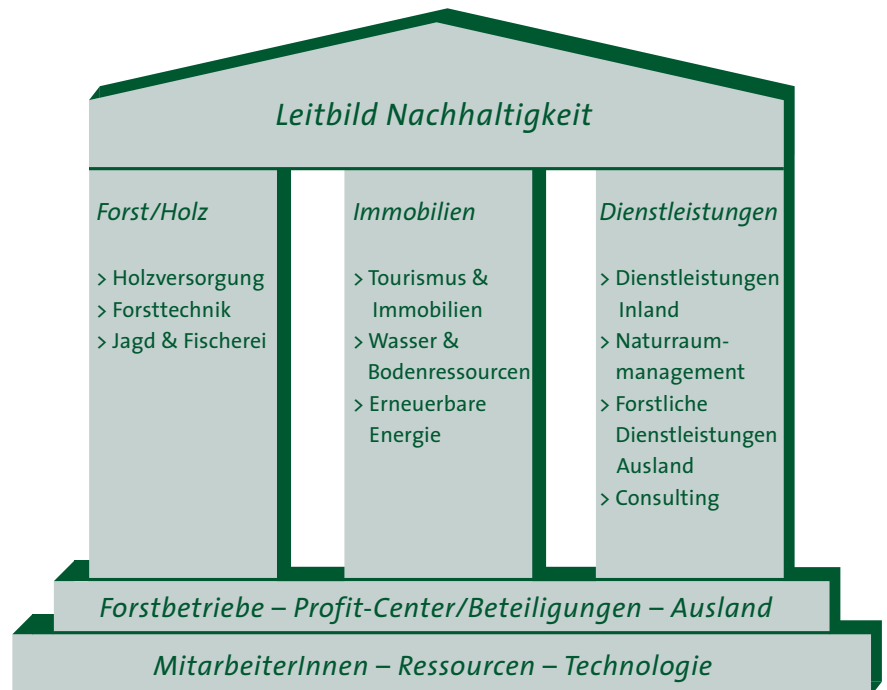 Leitbild Nachhaltigkeit
Forst/Holz
> Holzversorgung
> Forsttechnik
> Jagd & Fischerei
Immobilien
> Tourismus &
Immobilien
> Wasser &
Bodenressourcen
> Erneuerbare
Energie
Dienstleistungen
> Dienstleistungen
Inland
> Naturraum-
management
> Forstliche
Dienstleistungen
Ausland
> Consulting
Forstbetriebe – Profit-Center/Beteiligungen – Ausland
MitarbeiterInnen – Ressourcen – Technologie